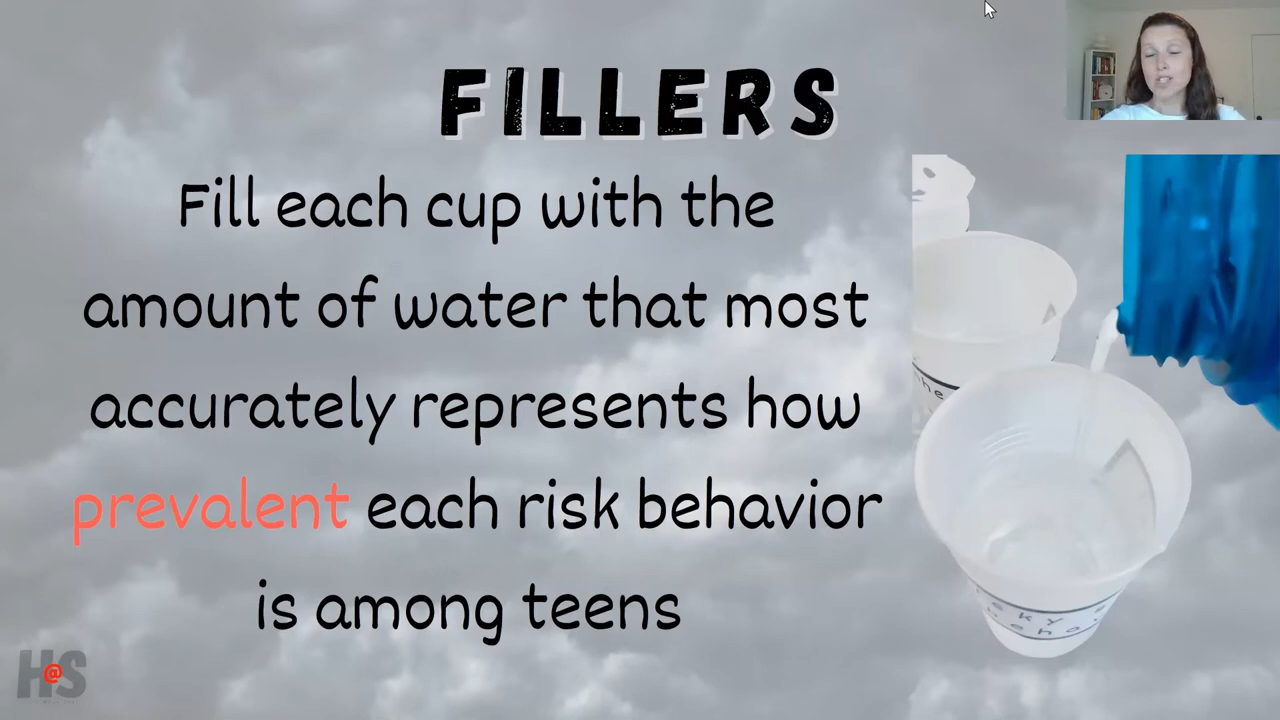 FILLERS
Fill each cup with the
amount of water that most
accurately represents how
prevalent each risk behavior
is among teens
H@S